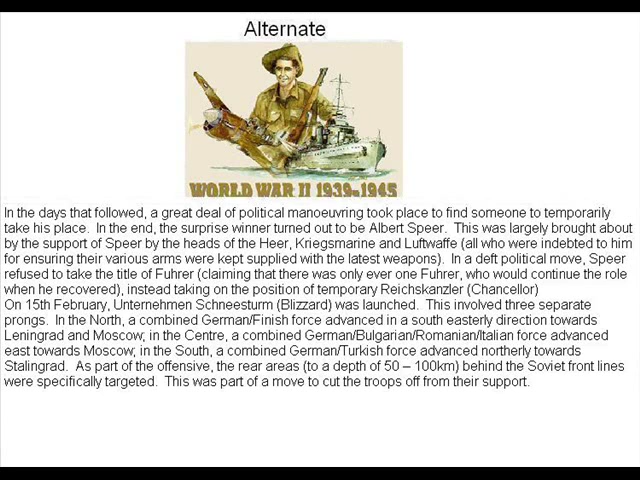 Alternate
WORLD WAR II 1939-1945
In the days that followed, a great deal of political manoeuvring took place to find someone to temporarily
take his place.  In the end, the surprise winner turned out to be Albert Speer.  This was largely brought about
by the support of Speer by the heads of the Heer, Kriegsmarine and Luftwaffe (all who were indebted to him
for ensuring their various arms were kept supplied with the latest weapons).  In a deft political move, Speer
refused to take the title of Fuhrer (claiming that there was only ever one Fuhrer, who would continue the role
when he recovered), instead taking on the position of temporary Reichskanzler (Chancellor)
On 15th February, Unternehmen Schneesturm (Blizzard) was launched.  This involved three separate
prongs.  In the North, a combined German/Finish force advanced in a south easterly direction towards
Leningrad and Moscow, in the Centre, a combined German/Bulgarian/Romanian/Italian force advanced
east towards Moscow, in the South, a combined German/Turkish force advanced northerly towards
Stalingrad.  As part of the offensive, the rear areas (to a depth of 50 – 100km) behind the Soviet front lines
were specifically targeted.  This was part of a move to cut the troops off from their support.